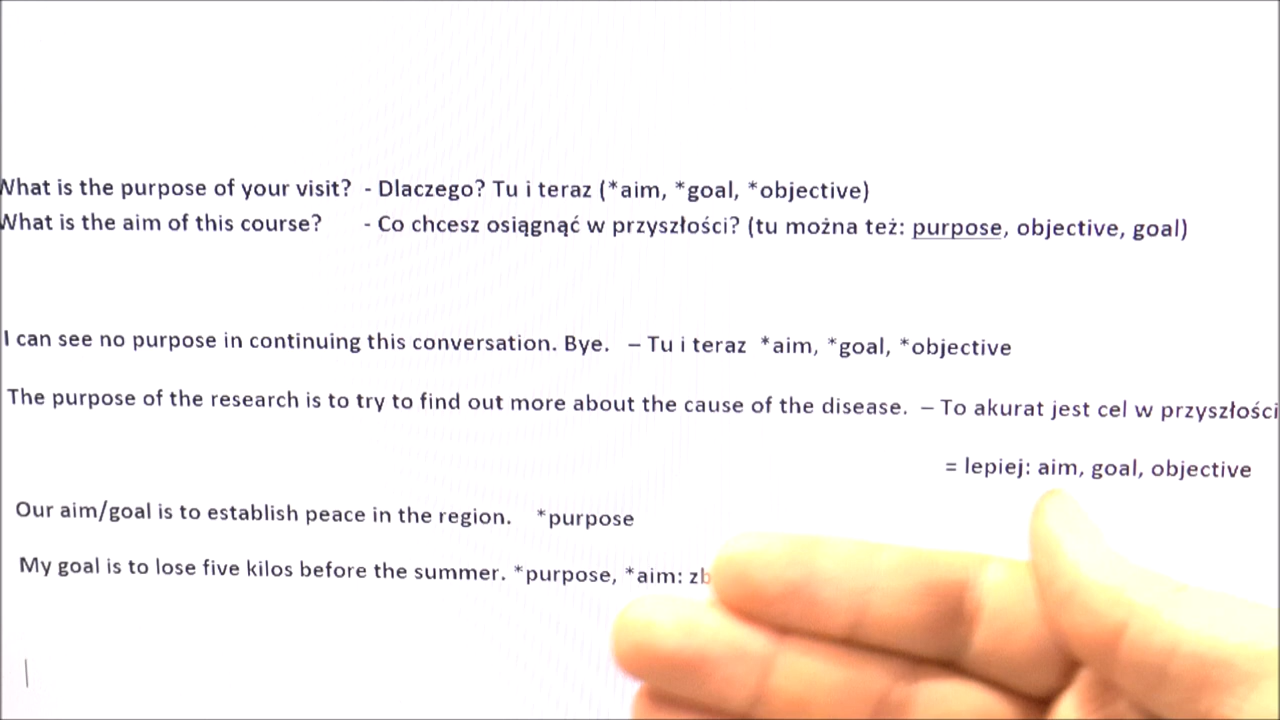 What is the purpose of your visit? - Dlaczego? Tu i teraz (*aim, *goal, *objective)
What is the aim of this course? - Co chcesz osiągnąć w przyszłości? (tu można też: purpose, objective, goal)
I can see no purpose in continuing this conversation. Bye. – Tu i teraz *aim, *goal, *objective
The purpose of the research is to try to find out more about the cause of the disease. – To akurat jest cel w przyszłości
= lepiej: aim, goal, objective
Our aim/goal is to establish peace in the region. *purpose
My goal is to lose five kilos before the summer. *purpose, *aim: